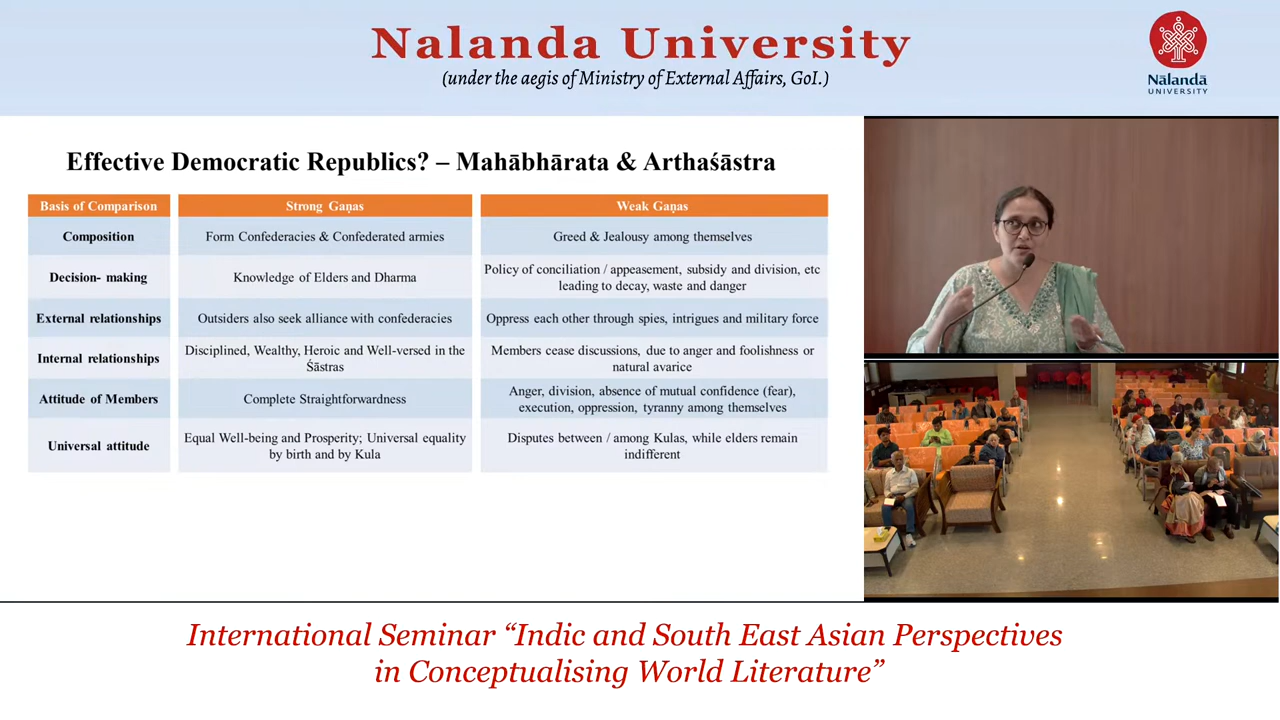 Nalanda University
(under the aegis of Ministry of External Affairs, GoI.)
Nālandā
UNIVERSITY
Effective Democratic Republics? – Mahābhārata & Arthaśāstra
Basis of Comparison
Strong Gaṇas
Weak Gaṇas
Composition
Form Confederacies & Confederated armies
Greed & Jealousy among themselves
Decision- making
Knowledge of Elders and Dharma
Policy of conciliation / appeasement, subsidy and division, etc
leading to decay, waste and danger
External relationships
Outsiders also seek alliance with confederacies
Oppress each other through spies, intrigues and military force
Internal relationships
Disciplined, Wealthy, Heroic and Well-versed in the
Śāstras
Members cease discussions, due to anger and foolishness or
natural avarice
Attitude of Members
Complete Straightforwardness
Anger, division, absence of mutual confidence (fear),
execution, oppression, tyranny among themselves
Universal attitude
Equal Well-being and Prosperity; Universal equality
by birth and by Kula
Disputes between / among Kulas, while elders remain
indifferent
International Seminar “Indic and South East Asian Perspectives
in Conceptualising World Literature”